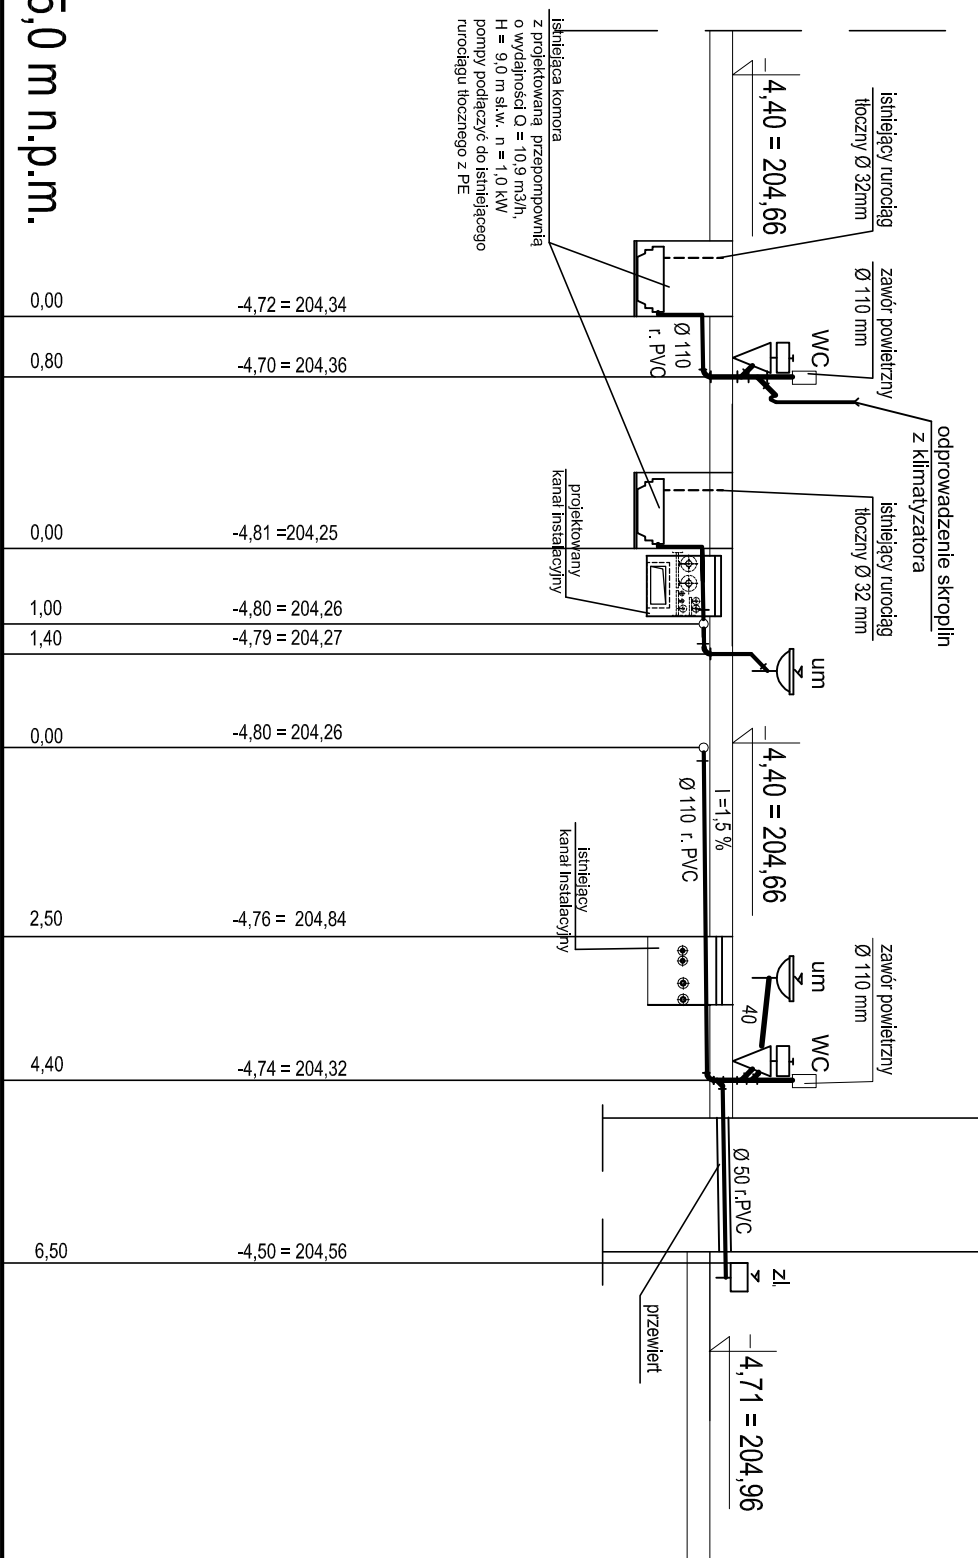 5,0 m n.p.m.
istniejąca komora
z projektowaną przepompownią
o wydajności Q = 10,9 m3/h,
H = 9,0 m sł.w. n = 1,0 kW
pompy podłączyć do istniejącego
rurociągu tłocznego z PE
- 4,40 = 204,66
istniejący rurociąg
tłoczny Ø 32mm
zawór powietrzny
Ø 110 mm
WC
Ø 110
r. PVC
odprowadzenie skroplin
z klimatyzatora
0,00
-4,72 = 204,34
0,80
-4,70 = 204,36
istniejący rurociąg
tłoczny Ø 32 mm
projektowany
kanał instalacyjny
0,00
-4,81 =204,25
1,00
-4,80 = 204,26
1,40
-4,79 = 204,27
um
0,00
-4,80 = 204,26
- 4,40 = 204,66
I =1,5 %
Ø 110 r. PVC
istniejący
kanał Instalacyjny
2,50
-4,76 = 204,84
um
40
zawór powietrzny
Ø 110 mm
WC
4,40
-4,74 = 204,32
Ø 50 r.PVC
6,50
-4,50 = 204,56
zl.
przewiert
- 4,71 = 204,96